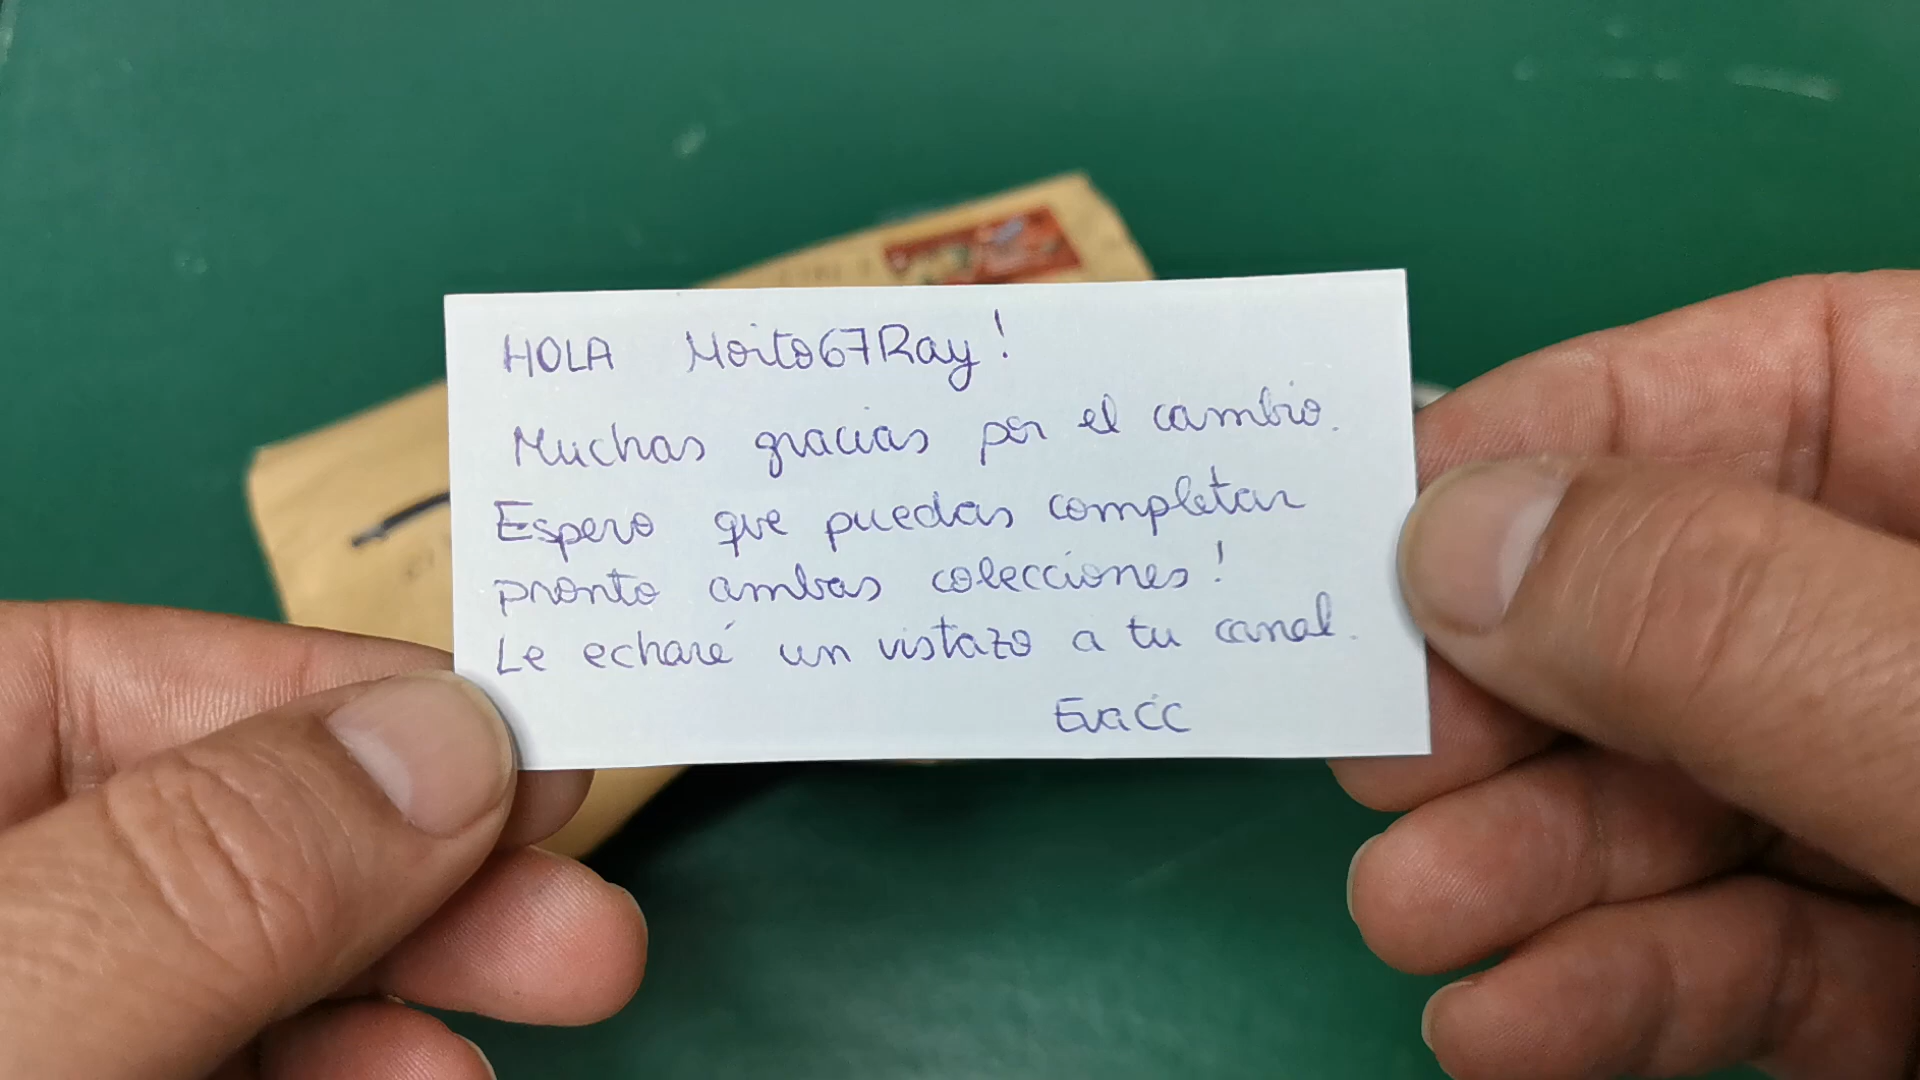 HOLA Moito67Ray!
Muchas gracias por el cambio.
Espero que puedas completar
pronto ambas colecciones!
Le echaré un vistazo a tu canal.
EvaCC